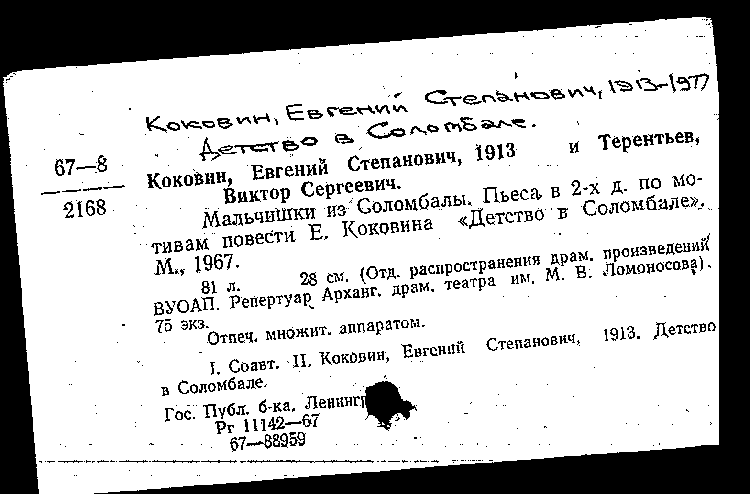 Коковин, Евгений Степанович, 1913-1977
Детство в Соломбале.
67—8
2168
Коковин, Евгений Степанович, 1913 и Терентьев,
Виктор Сергеевич.
Мальчишки из Соломбалы. Пьеса в 2-х д. по мо-
тивам повести Е. Коковина «Детство в Соломбале».
М., 1967.
81 л. 28 см. (Отд. распространения драм. произведений
ВУОАП. Репертуар Арханг. драм. театра им. М. В. Ломоносова).
75 экз.
Отпеч. множит. аппаратом.
I. Соавт. II. Коковин, Евгений Степанович, 1913. Детство
в Соломбале.
Гос. Публ. б-ка. Ленингр
Рг 11142—67
67—88959